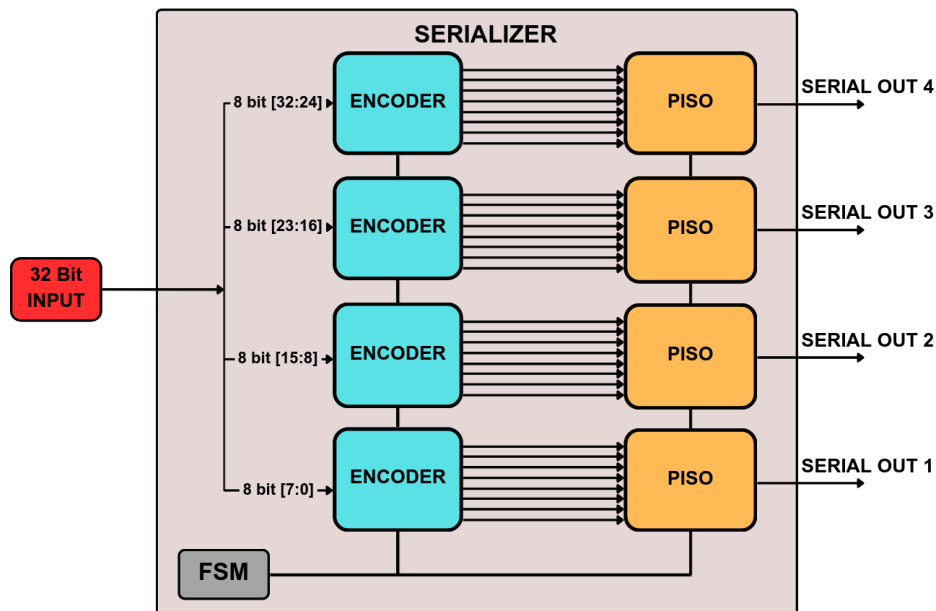 SERIALIZER
8 bit [32:24]
ENCODER
PISO
SERIAL OUT 4
8 bit [23:16]
ENCODER
PISO
SERIAL OUT 3
32 Bit
INPUT
8 bit [15:8]
ENCODER
PISO
SERIAL OUT 2
8 bit [7:0]
ENCODER
PISO
SERIAL OUT 1
FSM